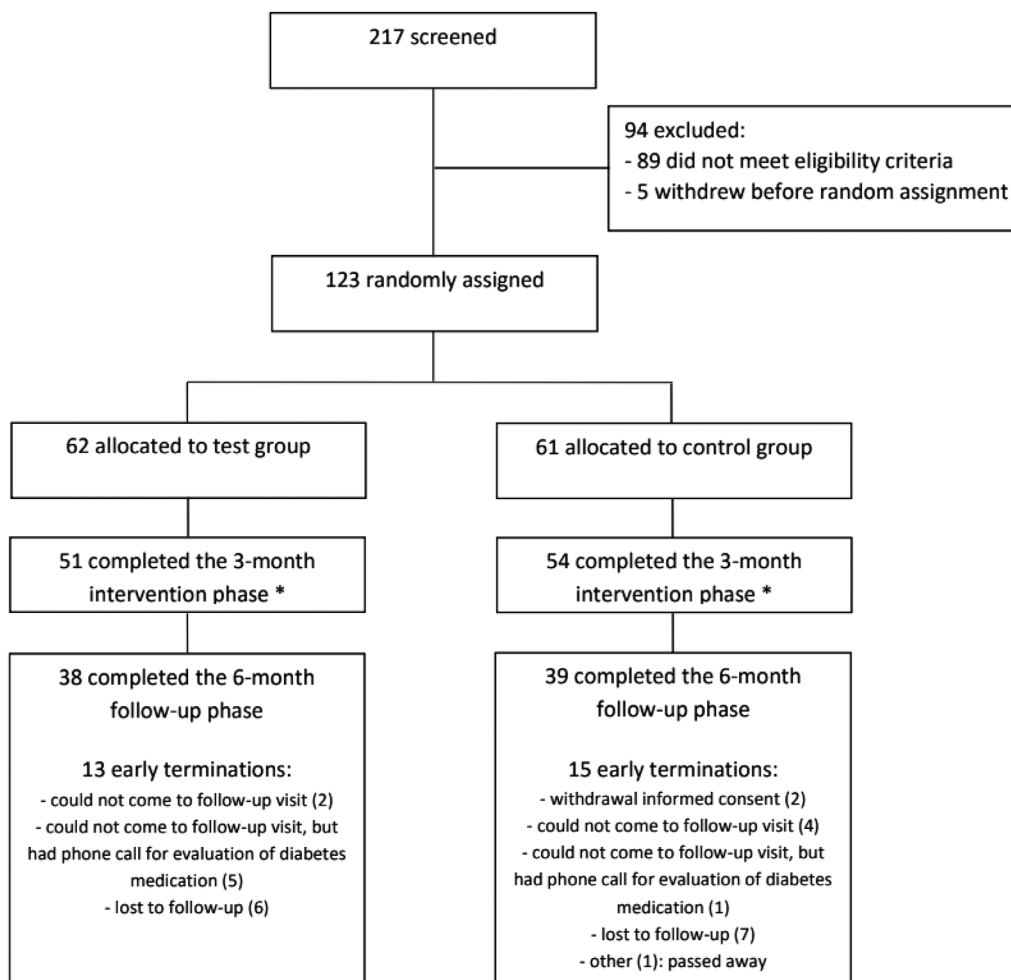 217 screened
94 excluded:
- 89 did not meet eligibility criteria
- 5 withdrew before random assignment
123 randomly assigned
62 allocated to test group
61 allocated to control group
51 completed the 3-month
intervention phase *
54 completed the 3-month
intervention phase *
38 completed the 6-month
follow-up phase
13 early terminations:
- could not come to follow-up visit (2)
- could not come to follow-up visit, but
had phone call for evaluation of diabetes
medication (5)
- lost to follow-up (6)
39 completed the 6-month
follow-up phase
15 early terminations:
- withdrawal informed consent (2)
- could not come to follow-up visit (4)
- could not come to follow-up visit, but
had phone call for evaluation of diabetes
medication (1)
- lost to follow-up (7)
- other (1): passed away